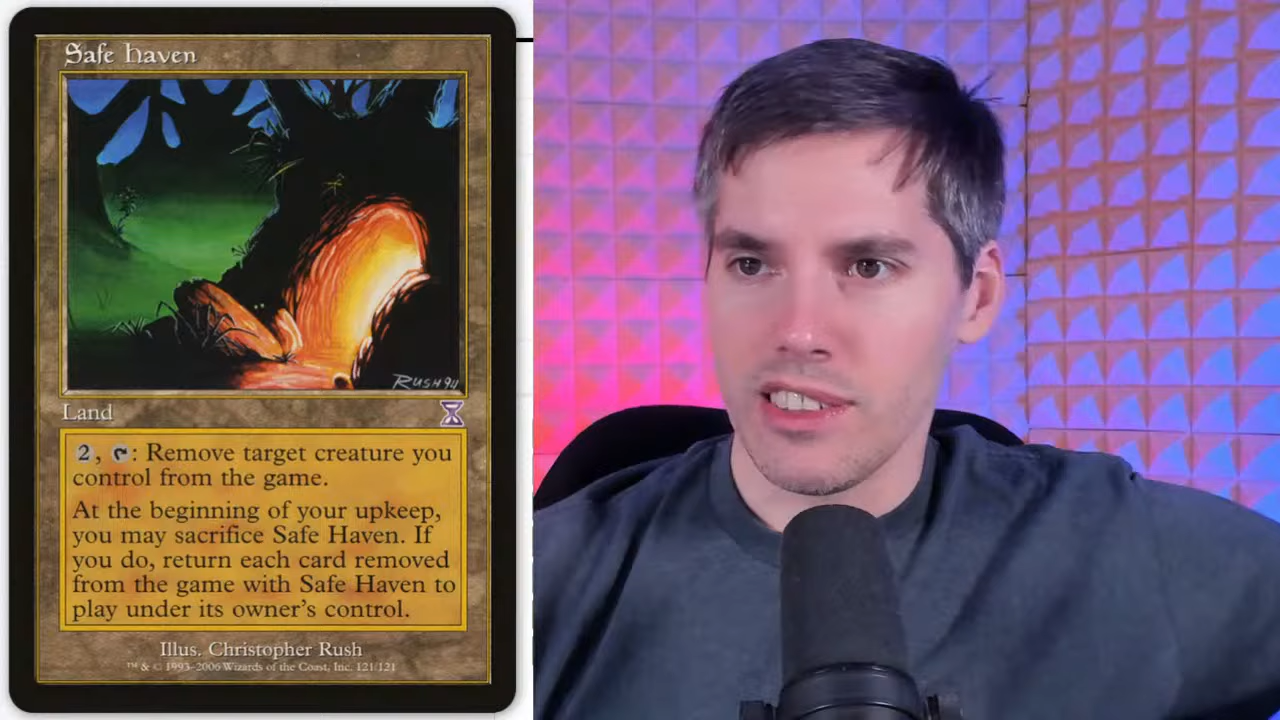 Safe Haven
RUSH 94
Land
2, : Remove target creature you
control from the game.
At the beginning of your upkeep,
you may sacrifice Safe Haven. If
you do, return each card removed
from the game with Safe Haven to
play under its owner's control.
Illus. Christopher Rush
™ & © 1993–2006 Wizards of the Coast, Inc. 121/121